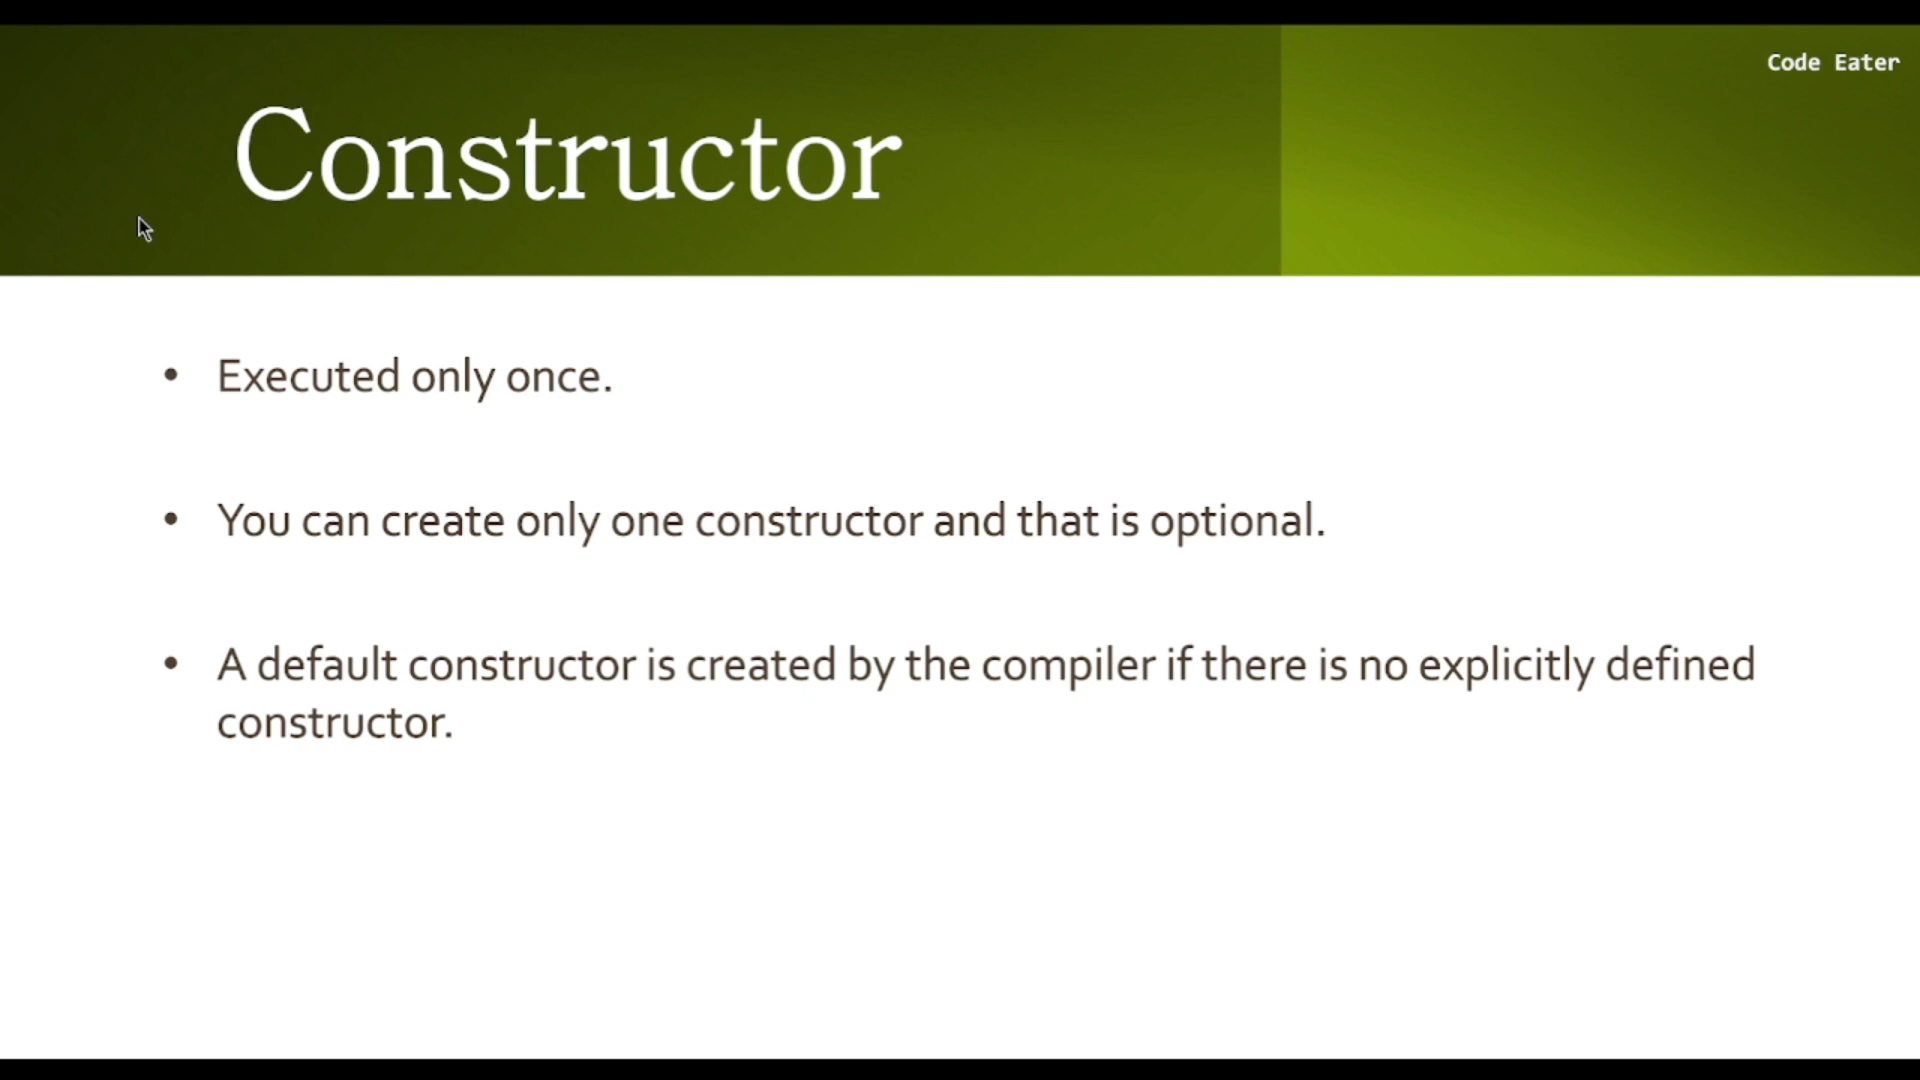 Code Eater
Constructor
• Executed only once.
• You can create only one constructor and that is optional.
• A default constructor is created by the compiler if there is no explicitly defined
constructor.